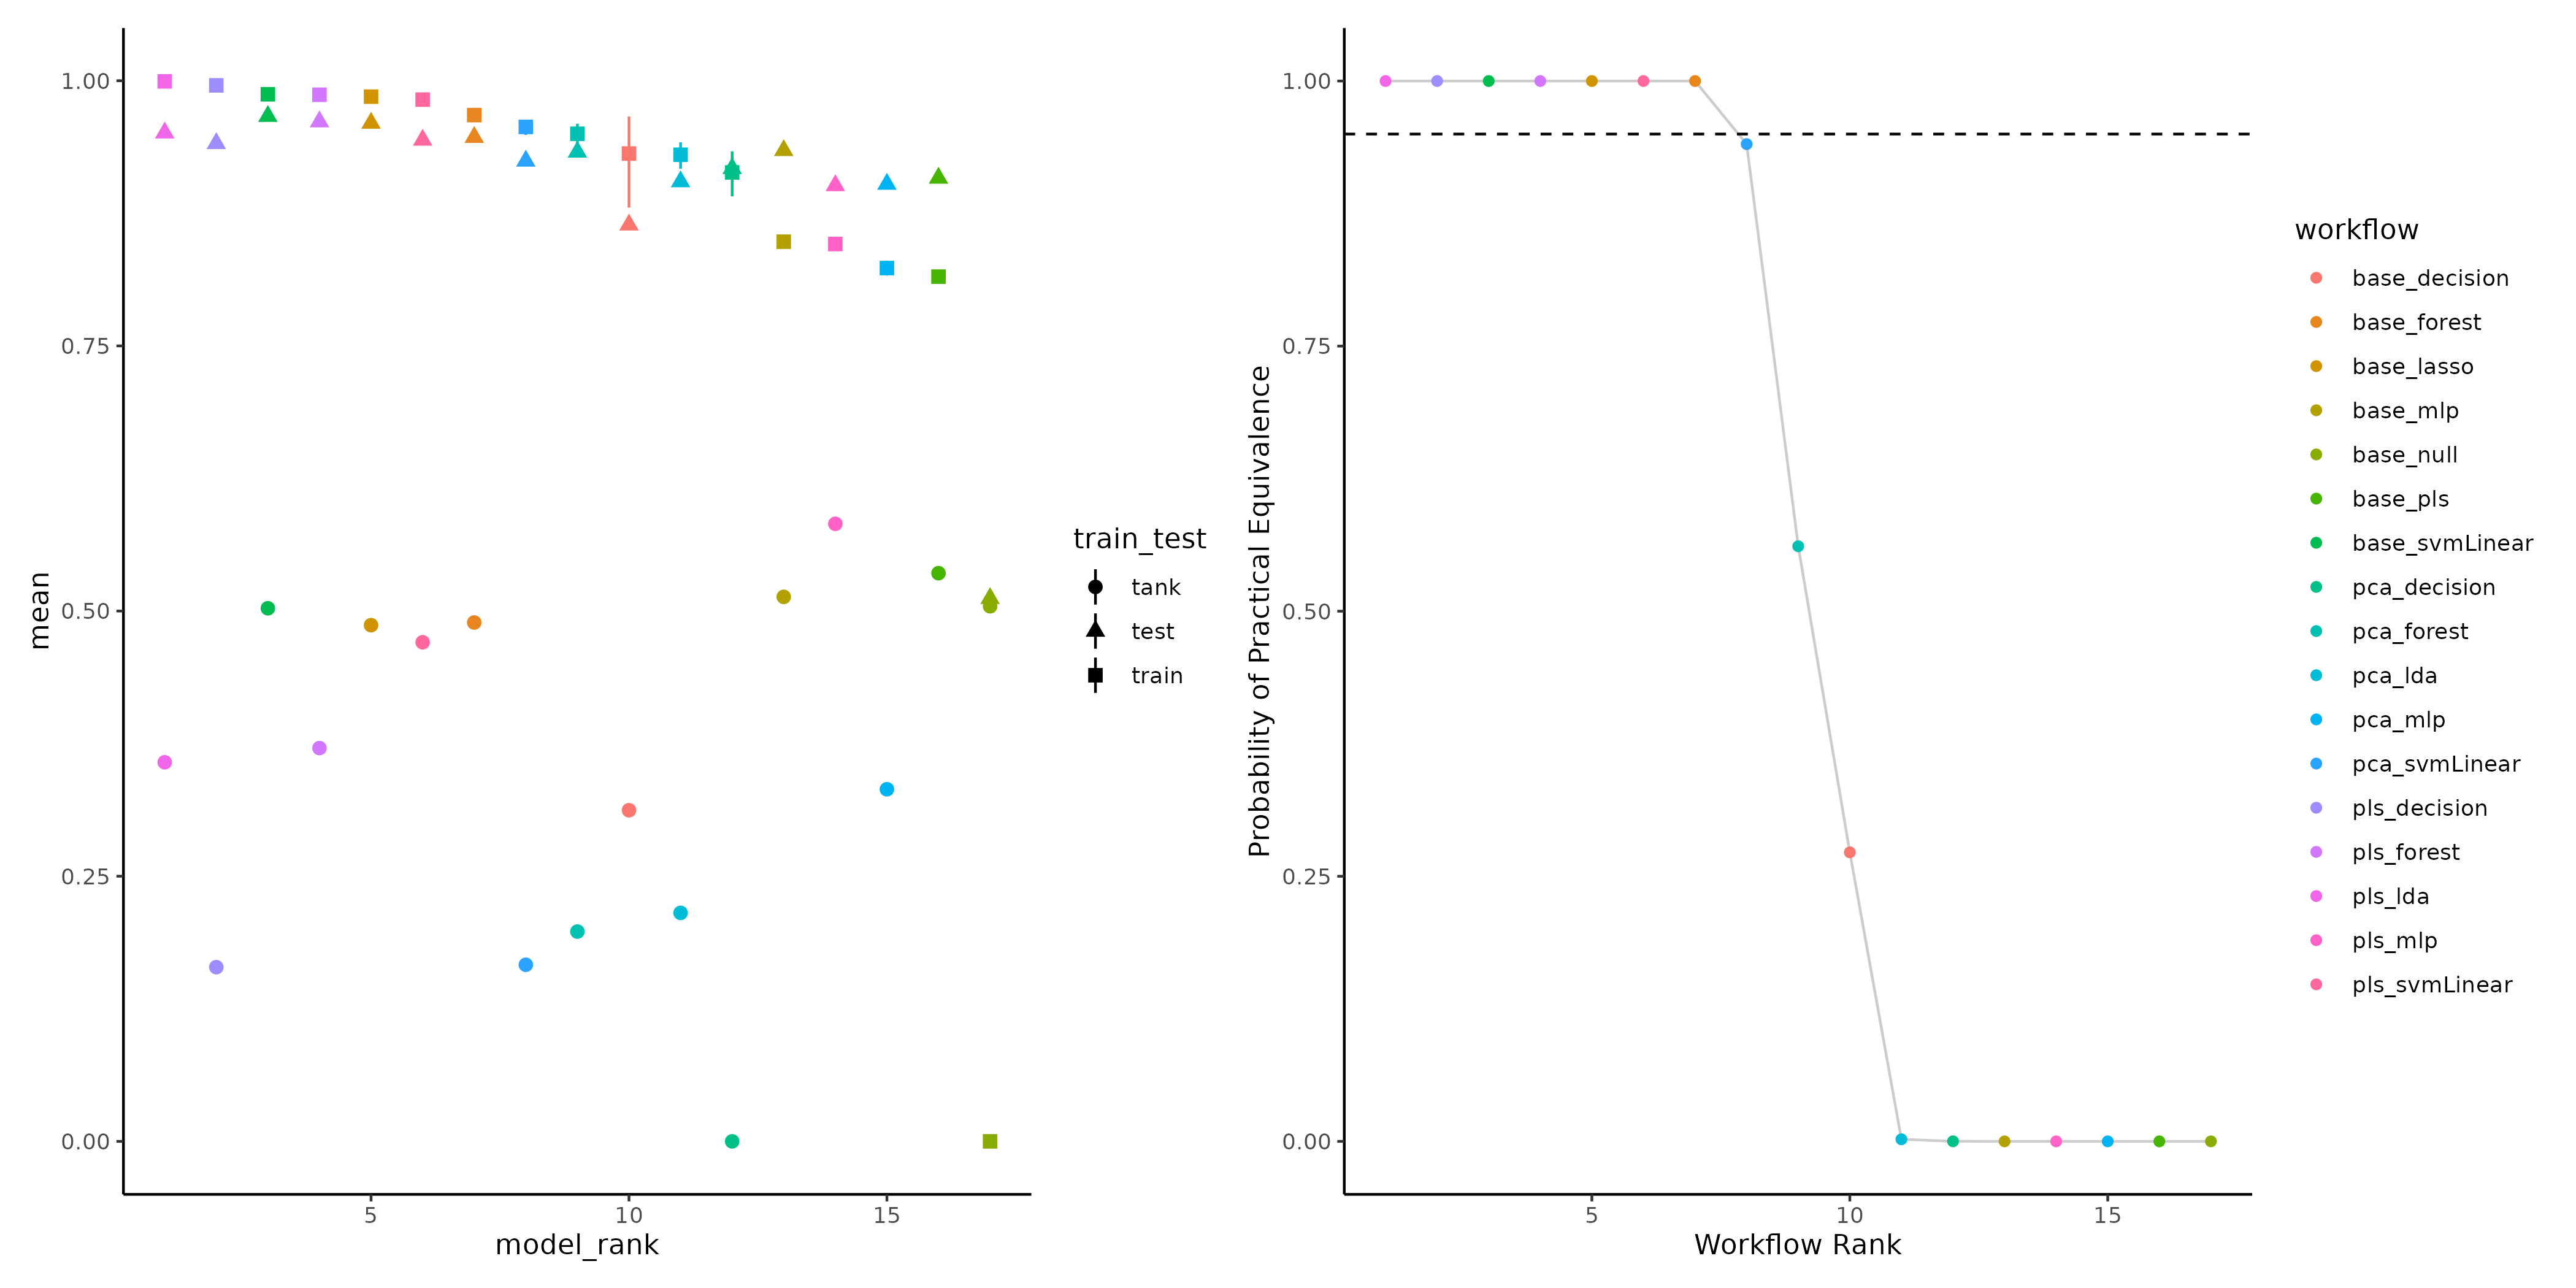 1.00
0.75
0.50
0.25
0.00
mean
5
10
15
model_rank
train_test
tank
test
train
1.00
0.75
0.50
0.25
0.00
Probability of Practical Equivalence
5
10
15
Workflow Rank
workflow
base_decision
base_forest
base_lasso
base_mlp
base_null
base_pls
base_svmLinear
pca_decision
pca_forest
pca_lda
pca_mlp
pca_svmLinear
pls_decision
pls_forest
pls_lda
pls_mlp
pls_svmLinear